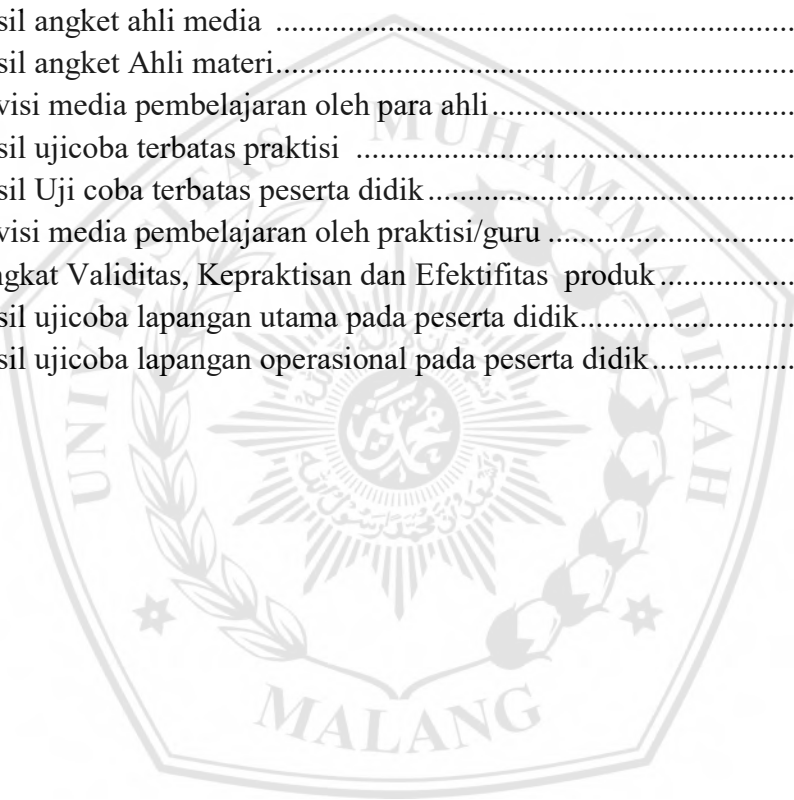 sil angket ahli media ...............................................................
sil angket Ahli materi...............................................................
visi media pembelajaran oleh para ahli......................................
sil ujicoba terbatas praktisi .......................................................
sil Uji coba terbatas peserta didik..............................................
visi media pembelajaran oleh praktisi/guru ...............................
ngkat Validitas, Kepraktisan dan Efektifitas produk.................
sil ujicoba lapangan utama pada peserta didik...........................
sil ujicoba lapangan operasional pada peserta didik..................
UNIVERSITAS MUHAMMADIYAH
MALANG